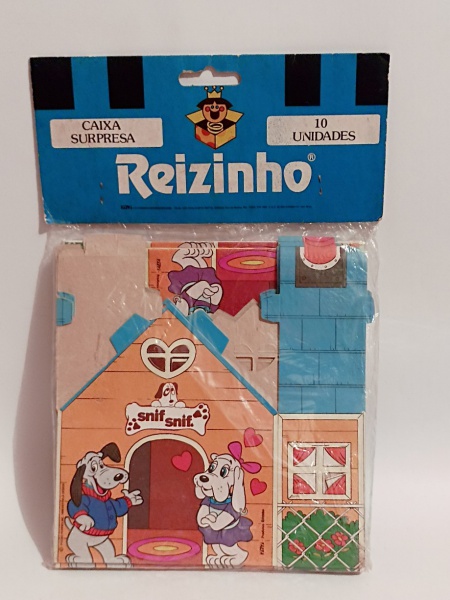 CAIXA
SURPRESA
10
UNIDADES
Reizinho®
snif
snif.